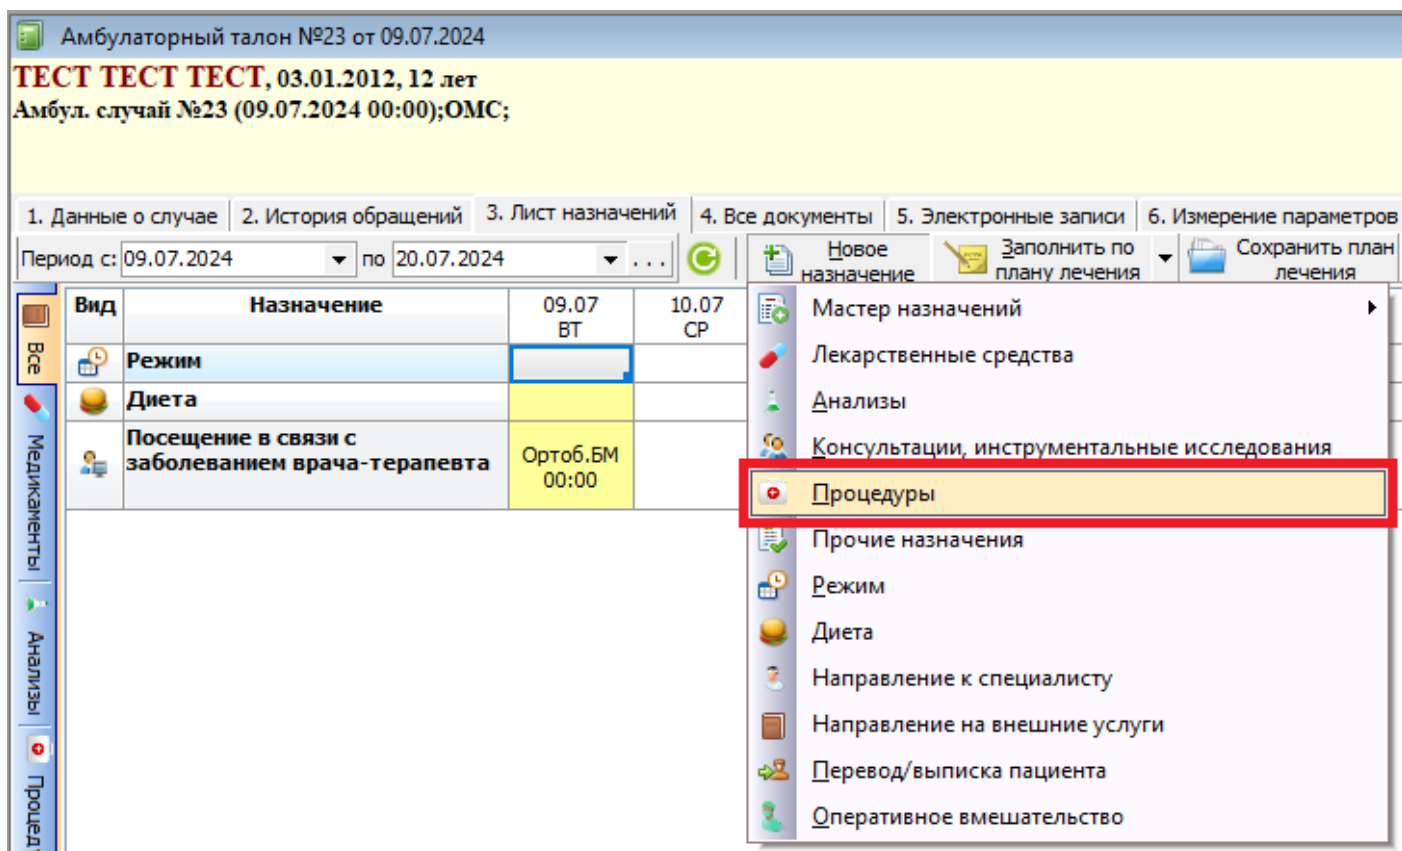 Амбулаторный талон №23 от 09.07.2024
ТЕСТ ТЕСТ ТЕСТ, 03.01.2012, 12 лет
Амбул. случай №23 (09.07.2024 00:00);ОМС;
1. Данные о случае 2. История обращений 3. Лист назначений 4. Все документы 5. Электронные записи 6. Измерение параметров
Период с: 09.07.2024 по 20.07.2024 ...
Новое
назначение
Заполнить по
плану лечения
Сохранить план
лечения
Вид Назначение 09.07 10.07
ВТ СР
Режим
Диета
Посещение в связи с
заболеванием врача-терапевта
Ортоб.БМ
00:00
Все
Медикаменты
Анализы
Процед
Мастер назначений
Лекарственные средства
Анализы
Консультации, инструментальные исследования
Процедуры
Прочие назначения
Режим
Диета
Направление к специалисту
Направление на внешние услуги
Перевод/выписка пациента
Оперативное вмешательство